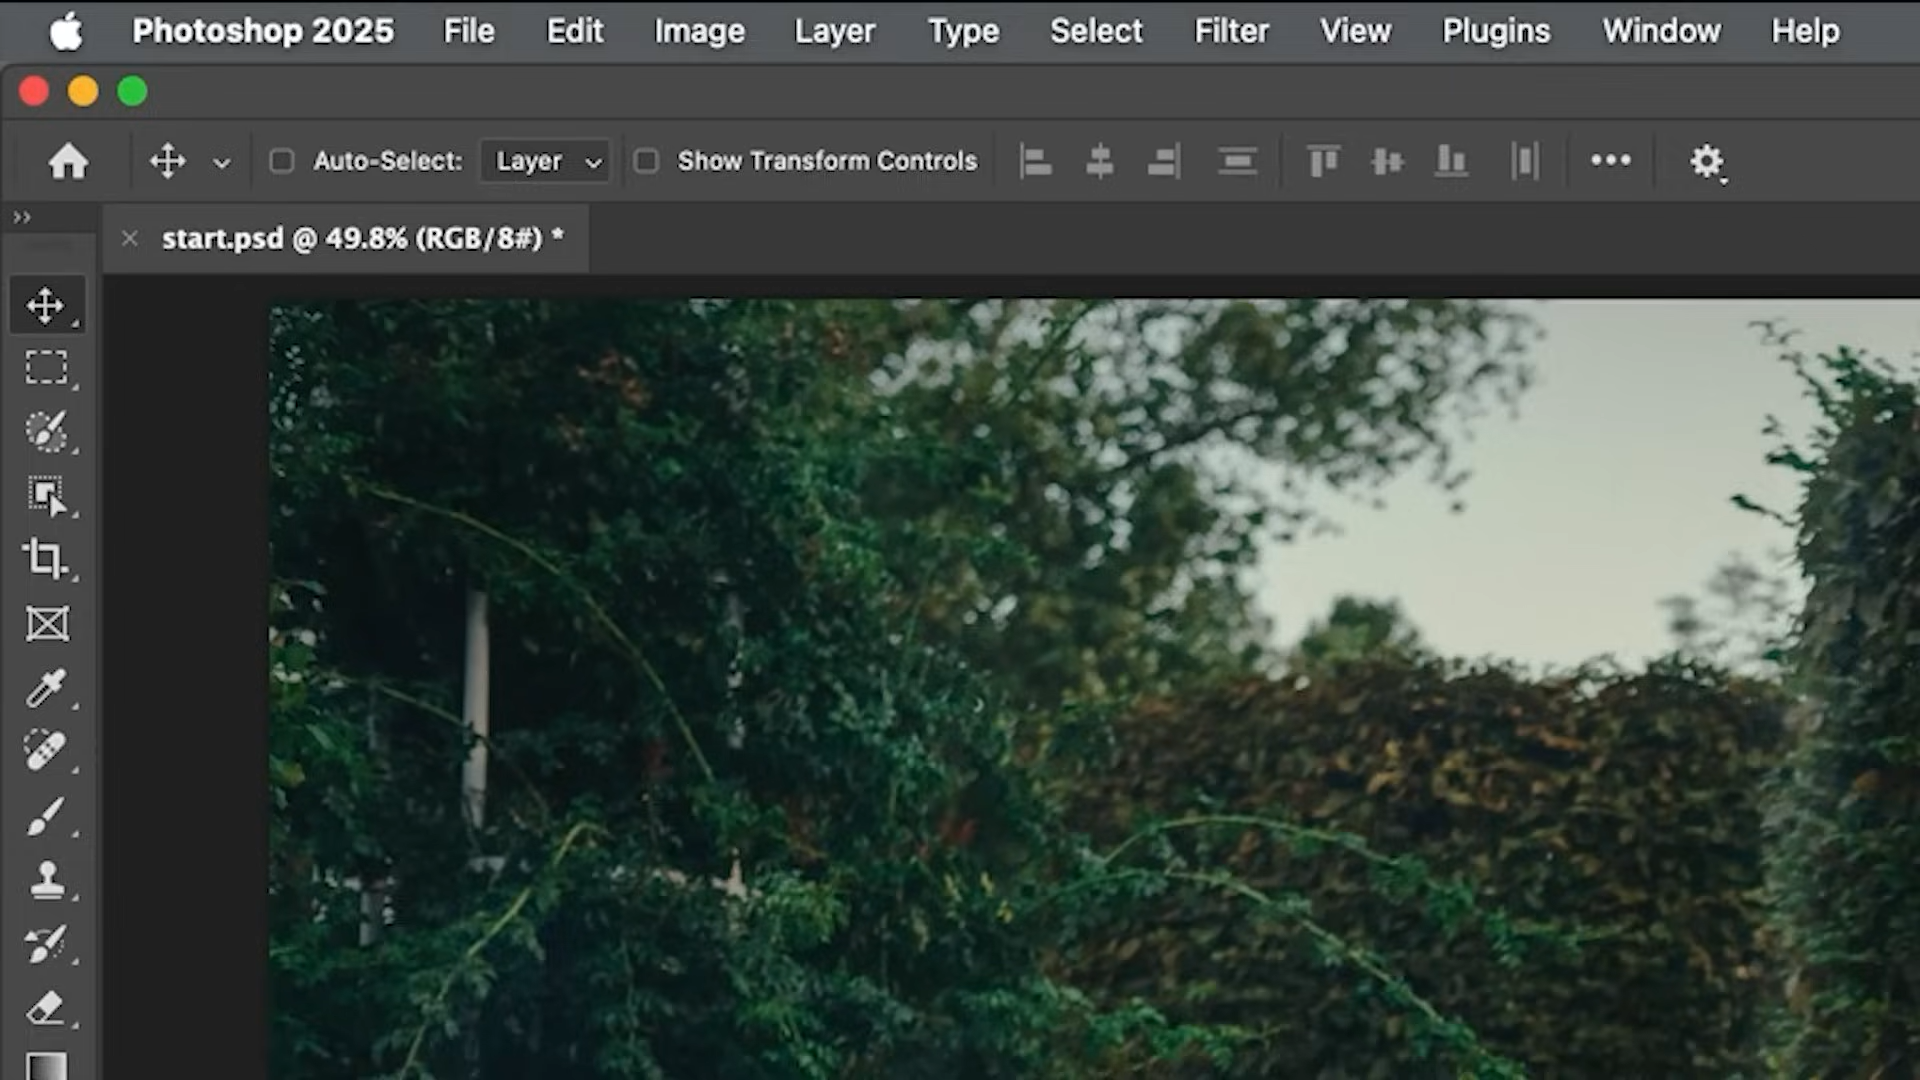 Photoshop 2025 File Edit Image Layer Type Select Filter View Plugins Window Help
Auto-Select: Layer Show Transform Controls
start.psd @ 49.8% (RGB/8#) *